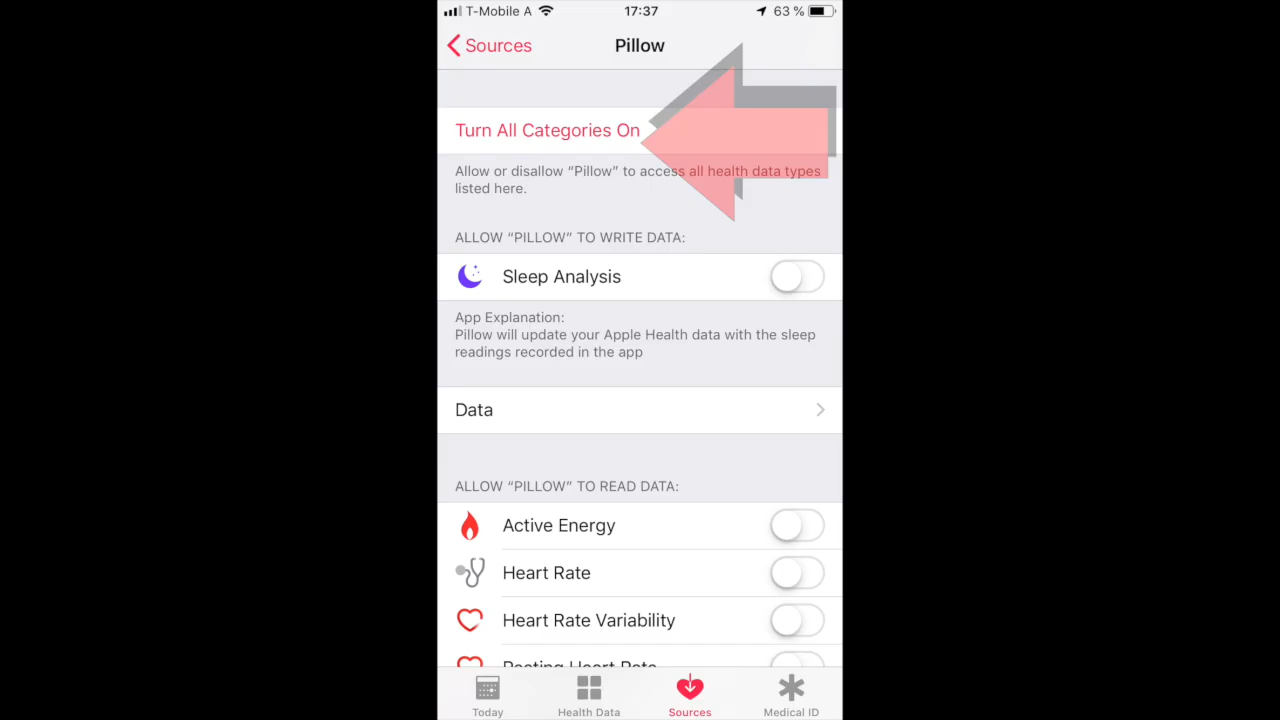 T-Mobile A 17:37 63 %
Sources Pillow
Turn All Categories On
Allow or disallow “Pillow” to access all health data types
listed here.
ALLOW “PILLOW” TO WRITE DATA:
Sleep Analysis
App Explanation:
Pillow will update your Apple Health data with the sleep
readings recorded in the app
Data
ALLOW “PILLOW” TO READ DATA:
Active Energy
Heart Rate
Heart Rate Variability
Resting Heart Rate
Today Health Data Sources Medical ID